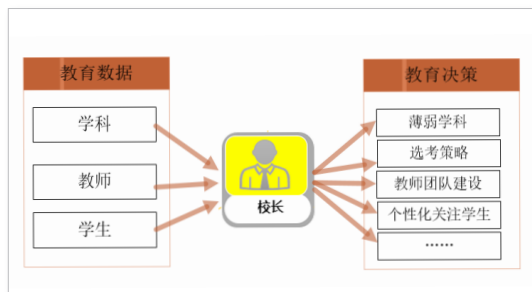 教育数据
学科
教师
学生
校长
教育决策
薄弱学科
选考策略
教师团队建设
个性化关注学生
······